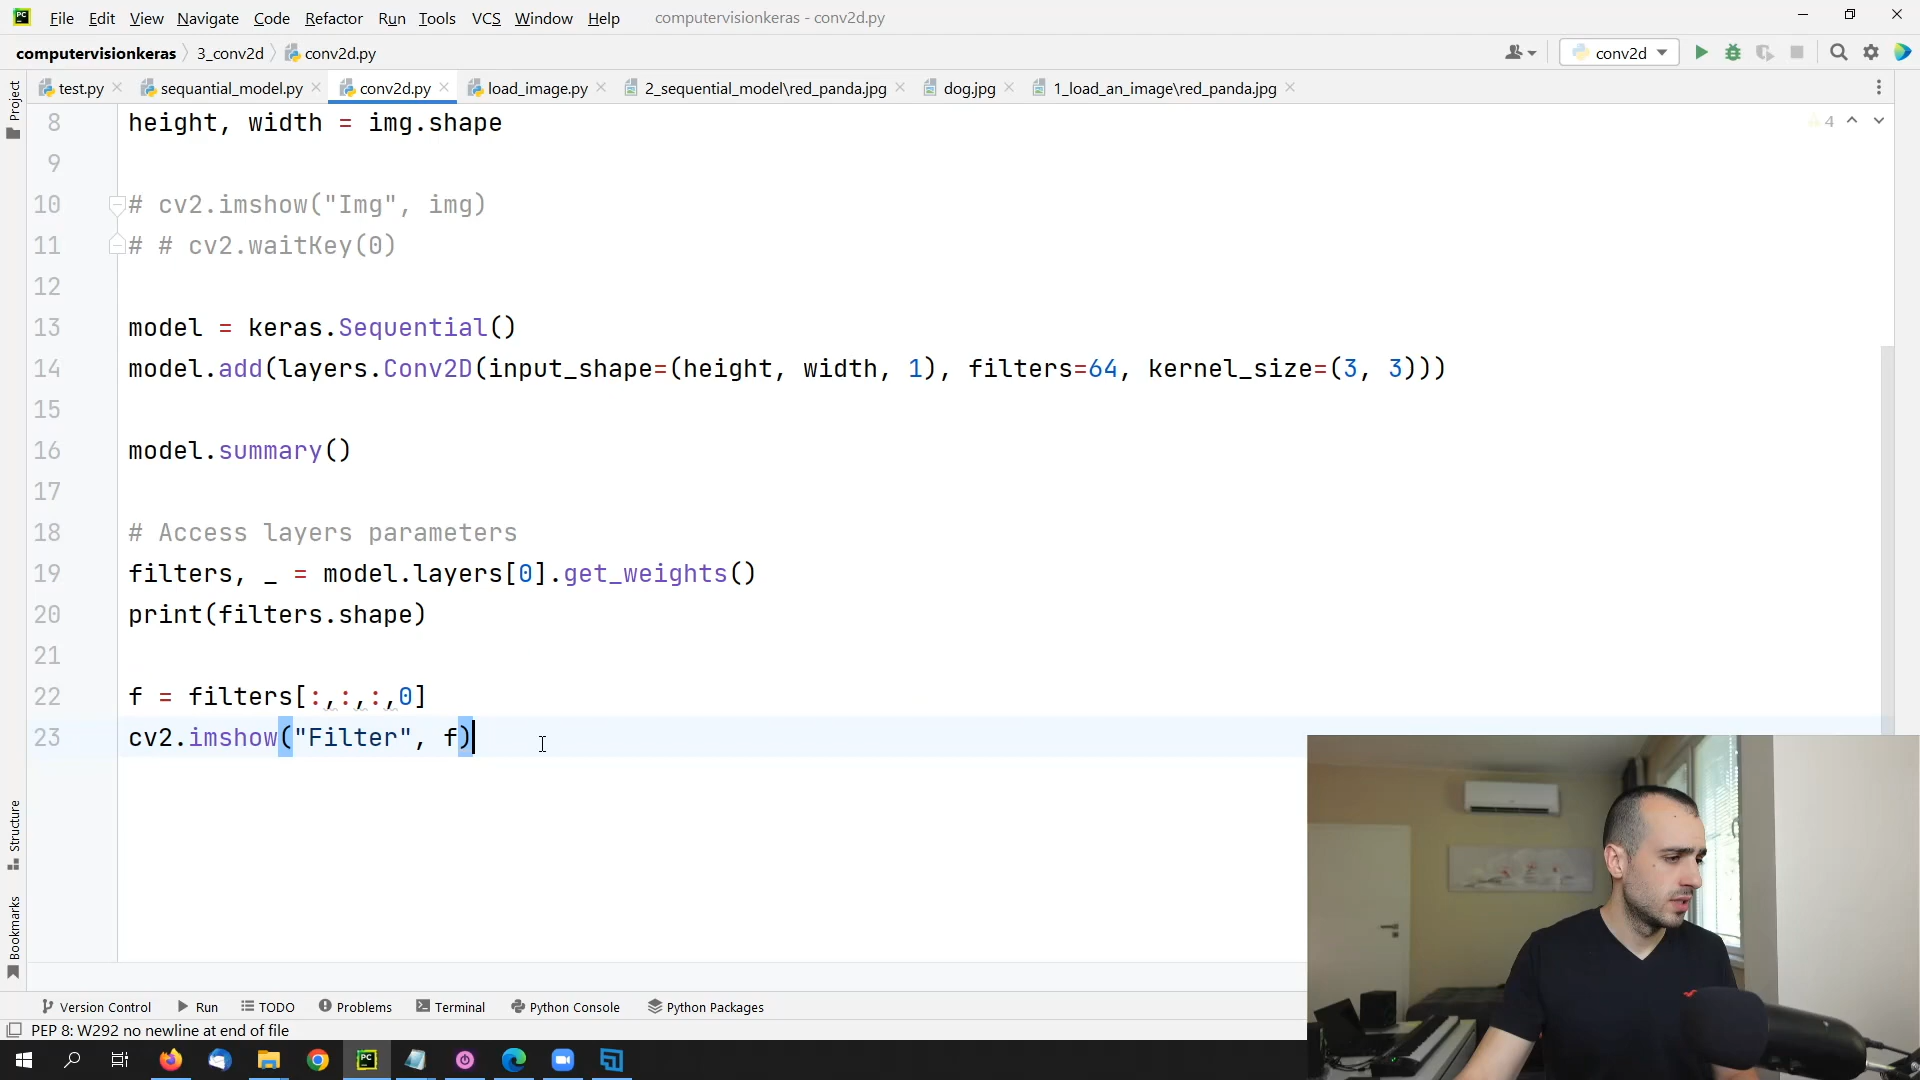 PC File Edit View Navigate Code Refactor Run Tools VCS Window Help computervisionkeras - conv2d.py
computervisionkeras 3_conv2d conv2d.py conv2d
Project
test.py sequantial_model.py conv2d.py load_image.py 2_sequential_model\red_panda.jpg dog.jpg 1_load_an_image\red_panda.jpg
8 height, width = img.shape 4
9
10 # cv2.imshow("Img", img)
11 # # cv2.waitKey(0)
12
13 model = keras.Sequential()
14 model.add(layers.Conv2D(input_shape=(height, width, 1), filters=64, kernel_size=(3, 3)))
15
16 model.summary()
17
18 # Access layers parameters
19 filters, _ = model.layers[0].get_weights()
20 print(filters.shape)
21
22 f = filters[:,:,:,0]
23 cv2.imshow("Filter", f)
Structure
Bookmarks
Version Control Run TODO Problems Terminal Python Console Python Packages
PEP 8: W292 no newline at end of file
PC